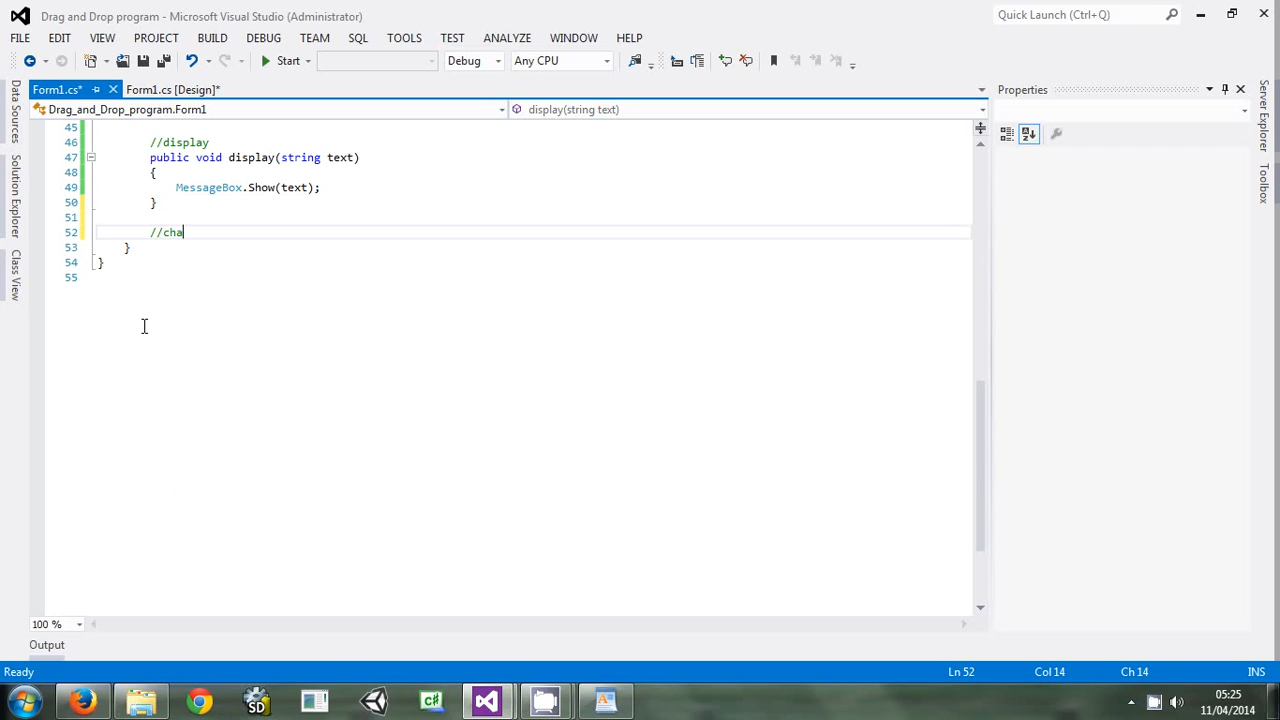 Drag and Drop program - Microsoft Visual Studio (Administrator)
Quick Launch (Ctrl+Q)
FILE EDIT VIEW PROJECT BUILD DEBUG TEAM SQL TOOLS TEST ANALYZE WINDOW HELP
Start Debug Any CPU
Form1.cs* Form1.cs [Design]*
Properties
Drag_and_Drop_program.Form1 display(string text)
Data Sources
Solution Explorer
Class View
Server Explorer
Toolbox
45
46 //display
47 public void display(string text)
48 {
49 MessageBox.Show(text);
50 }
51
52 //cha
53 }
54 }
55
100 %
Output
Ready Ln 52 Col 14 Ch 14 INS
SD C#
05:25
11/04/2014